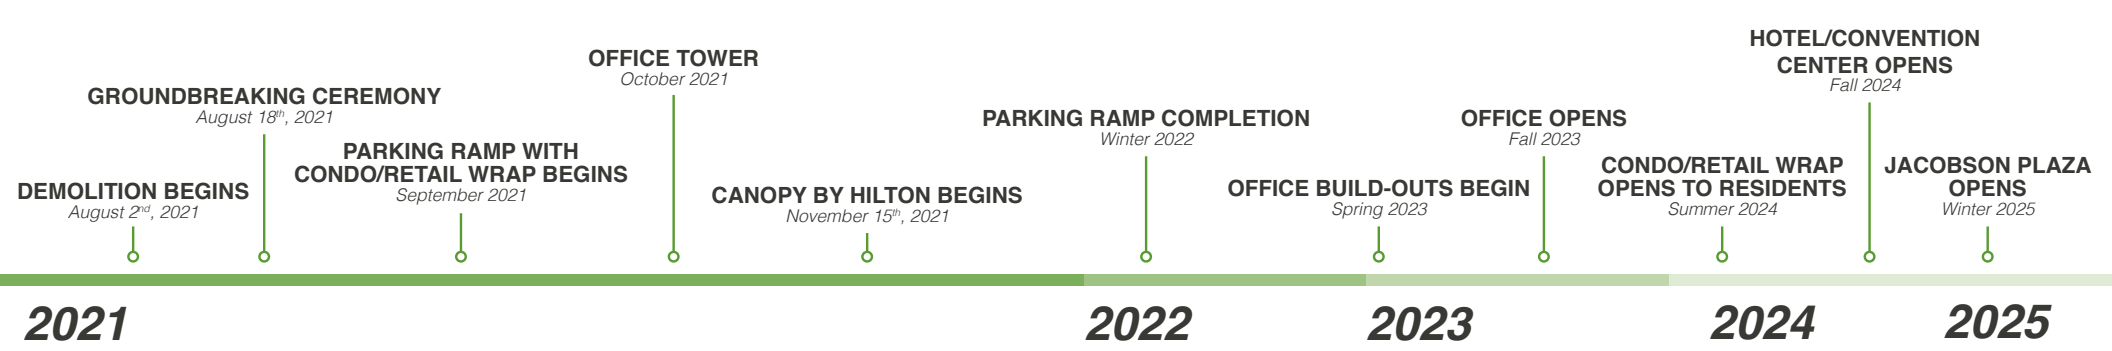 DEMOLITION BEGINS
August 2nd, 2021
GROUNDBREAKING CEREMONY
August 18th, 2021
PARKING RAMP WITH
CONDO/RETAIL WRAP BEGINS
September 2021
OFFICE TOWER
October 2021
CANOPY BY HILTON BEGINS
November 15th, 2021
PARKING RAMP COMPLETION
Winter 2022
OFFICE BUILD-OUTS BEGIN
Spring 2023
OFFICE OPENS
Fall 2023
CONDO/RETAIL WRAP
OPENS TO RESIDENTS
Summer 2024
HOTEL/CONVENTION
CENTER OPENS
Fall 2024
JACOBSON PLAZA
OPENS
Winter 2025
2021
2022
2023
2024
2025